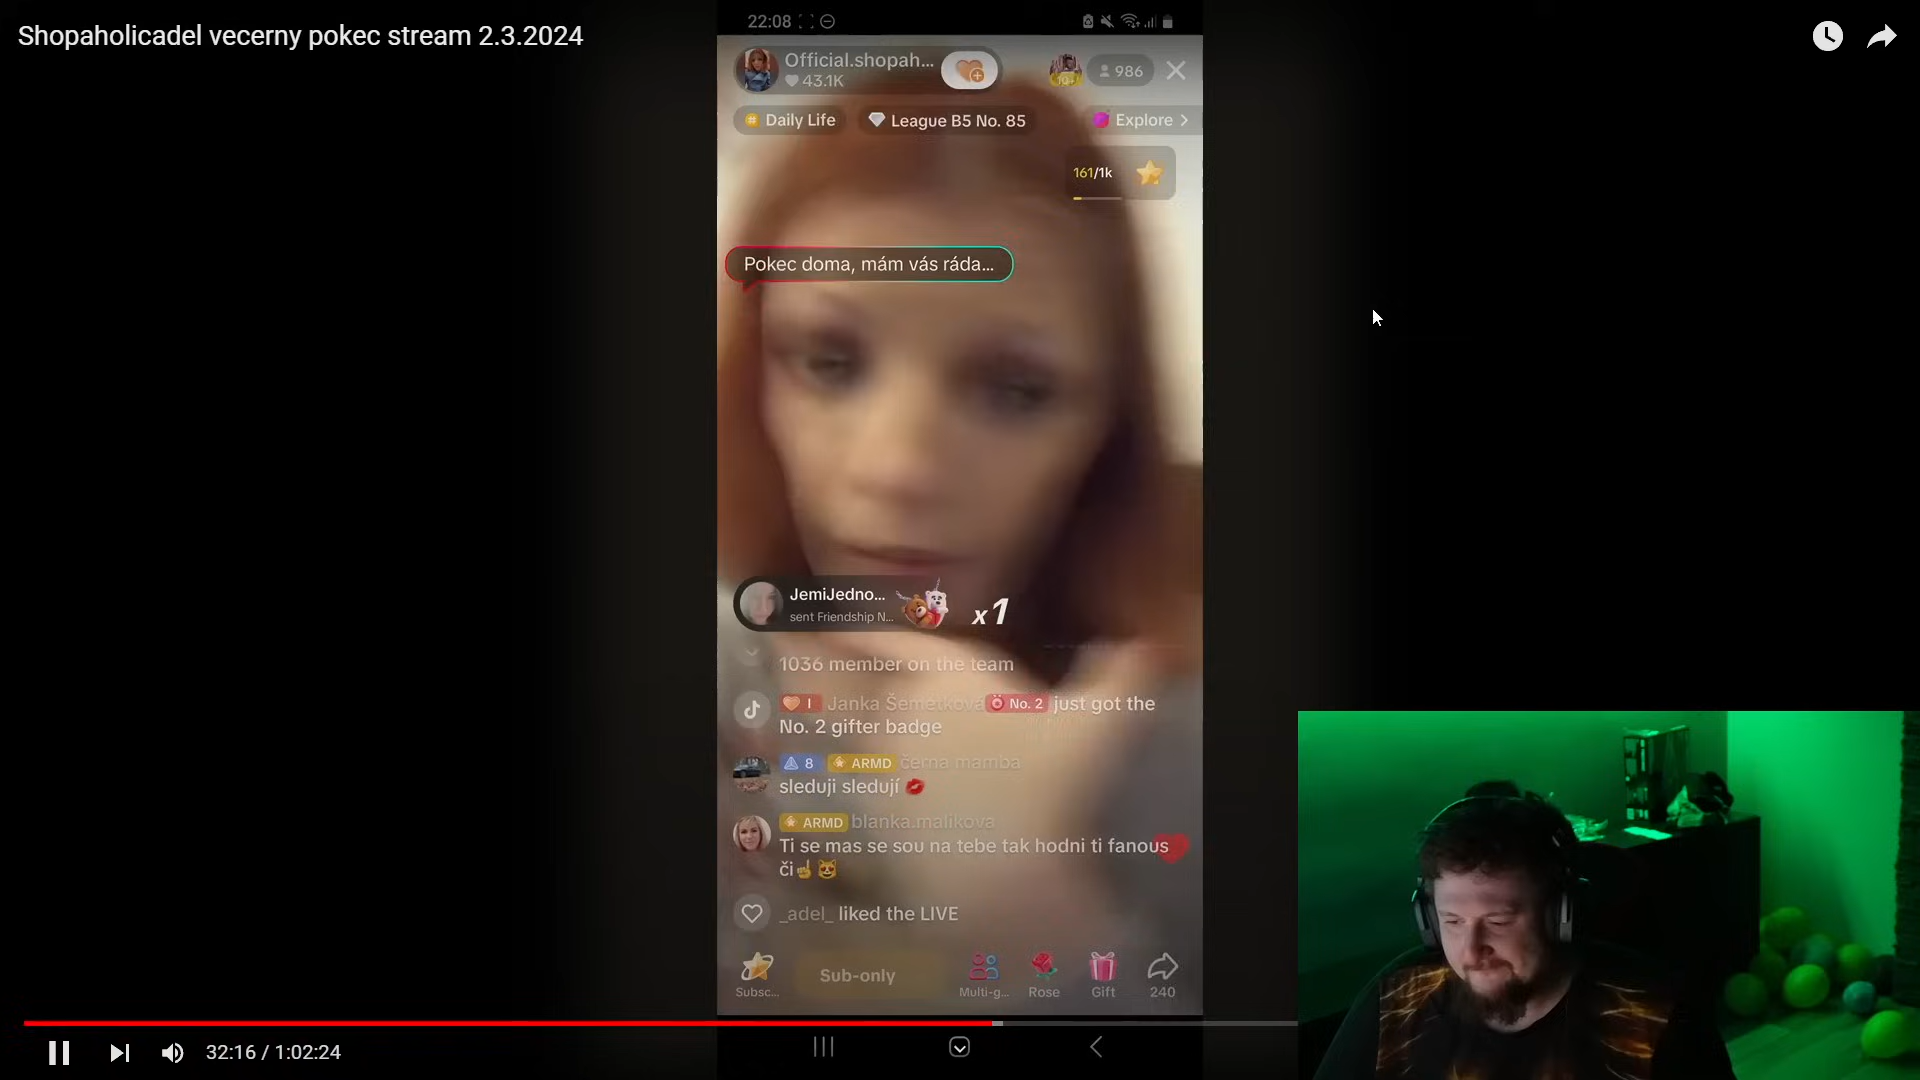 Shopaholicadel vecerny pokec stream 2.3.2024
22:08
Official.shopah...
43.1K
986
Daily Life
League B5 No. 85
Explore
161/1k
Pokec doma, mám vás ráda...
JemiJedno...
sent Friendship N...
x1
1036 member on the team
I Janka Šemetková No. 2 just got the
No. 2 gifter badge
8 ARMD černa mamba
sleduji sledují
ARMD blanka.malikova
Ti se mas se sou na tebe tak hodni ti fanous
či
_adel_ liked the LIVE
Sub-only
Subsc...
Multi-g...
Rose
Gift
240
32:16 / 1:02:24